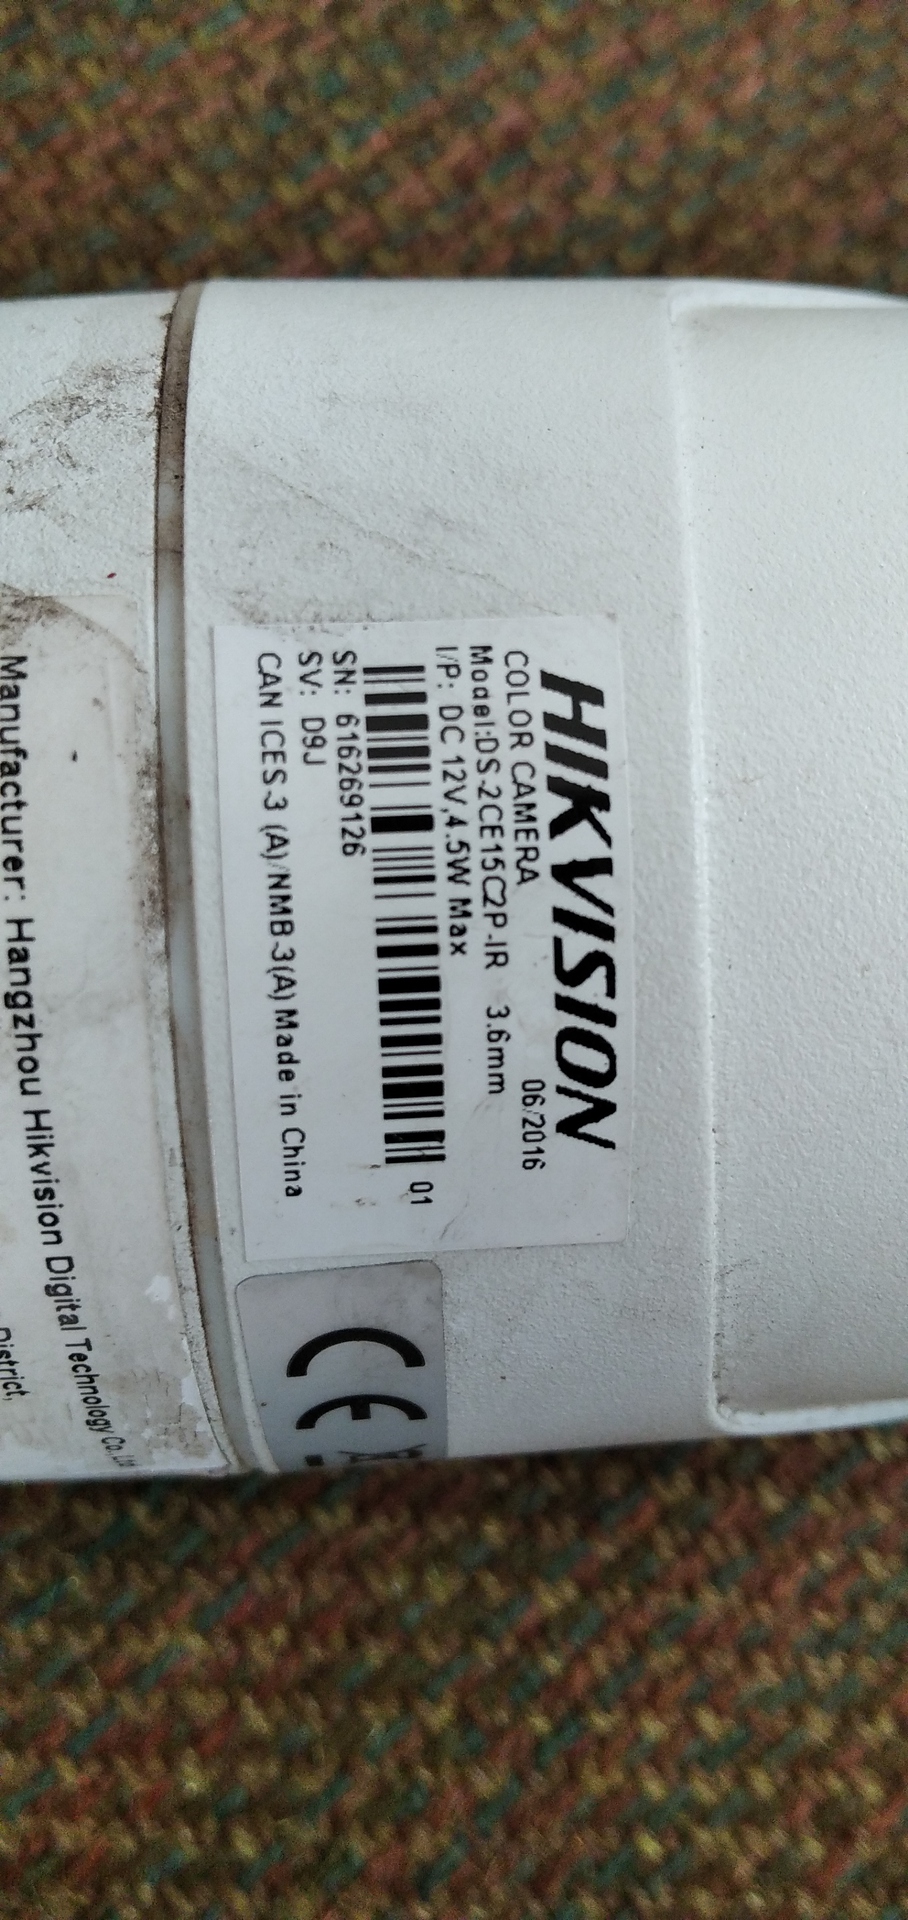 HIKVISION
COLOR CAMERA 06/2016
Model:DS-2CE15C2P-IR 3.6mm
I/P: DC 12V,4.5W Max
01
SN: 616269126
SV: D9J
CAN ICES-3 (A)/NMB-3(A) Made in China
CE
Manufacturer: Hangzhou Hikvision Digital Technology Co.,Ltd
District,